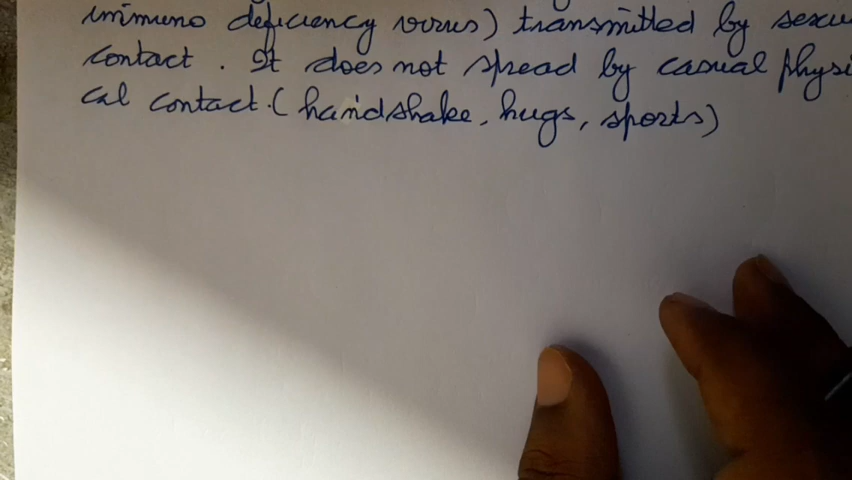 immuno deficiency virus) transmitted by sexu
contact. It does not spread by casual physi
cal contact. (handshake, hugs, sports)